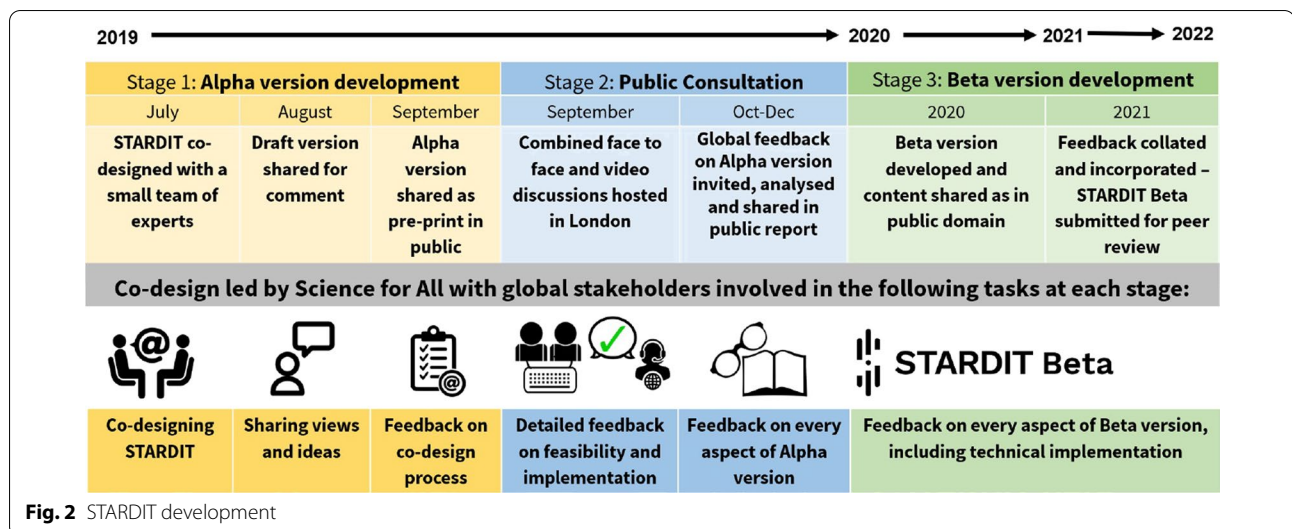 2019 2020 2021 2022
Stage 1: Alpha version development
Stage 2: Public Consultation
Stage 3: Beta version development
July
August
September
September
Oct-Dec
2020
2021
STARDIT co-
designed with a
small team of
experts
Draft version
shared for
comment
Alpha
version
shared as
pre-print in
public
Combined face to
face and video
discussions hosted
in London
Global feedback
on Alpha version
invited, analysed
and shared in
public report
Beta version
developed and
content shared as in
public domain
Feedback collated
and incorporated –
STARDIT Beta
submitted for peer
review
Co-design led by Science for All with global stakeholders involved in the following tasks at each stage:
@
@
STARDIT Beta
Co-designing
STARDIT
Sharing views
and ideas
Feedback on
co-design
process
Detailed feedback
on feasibility and
implementation
Feedback on every
aspect of Alpha
version
Feedback on every aspect of Beta version,
including technical implementation
Fig. 2 STARDIT development